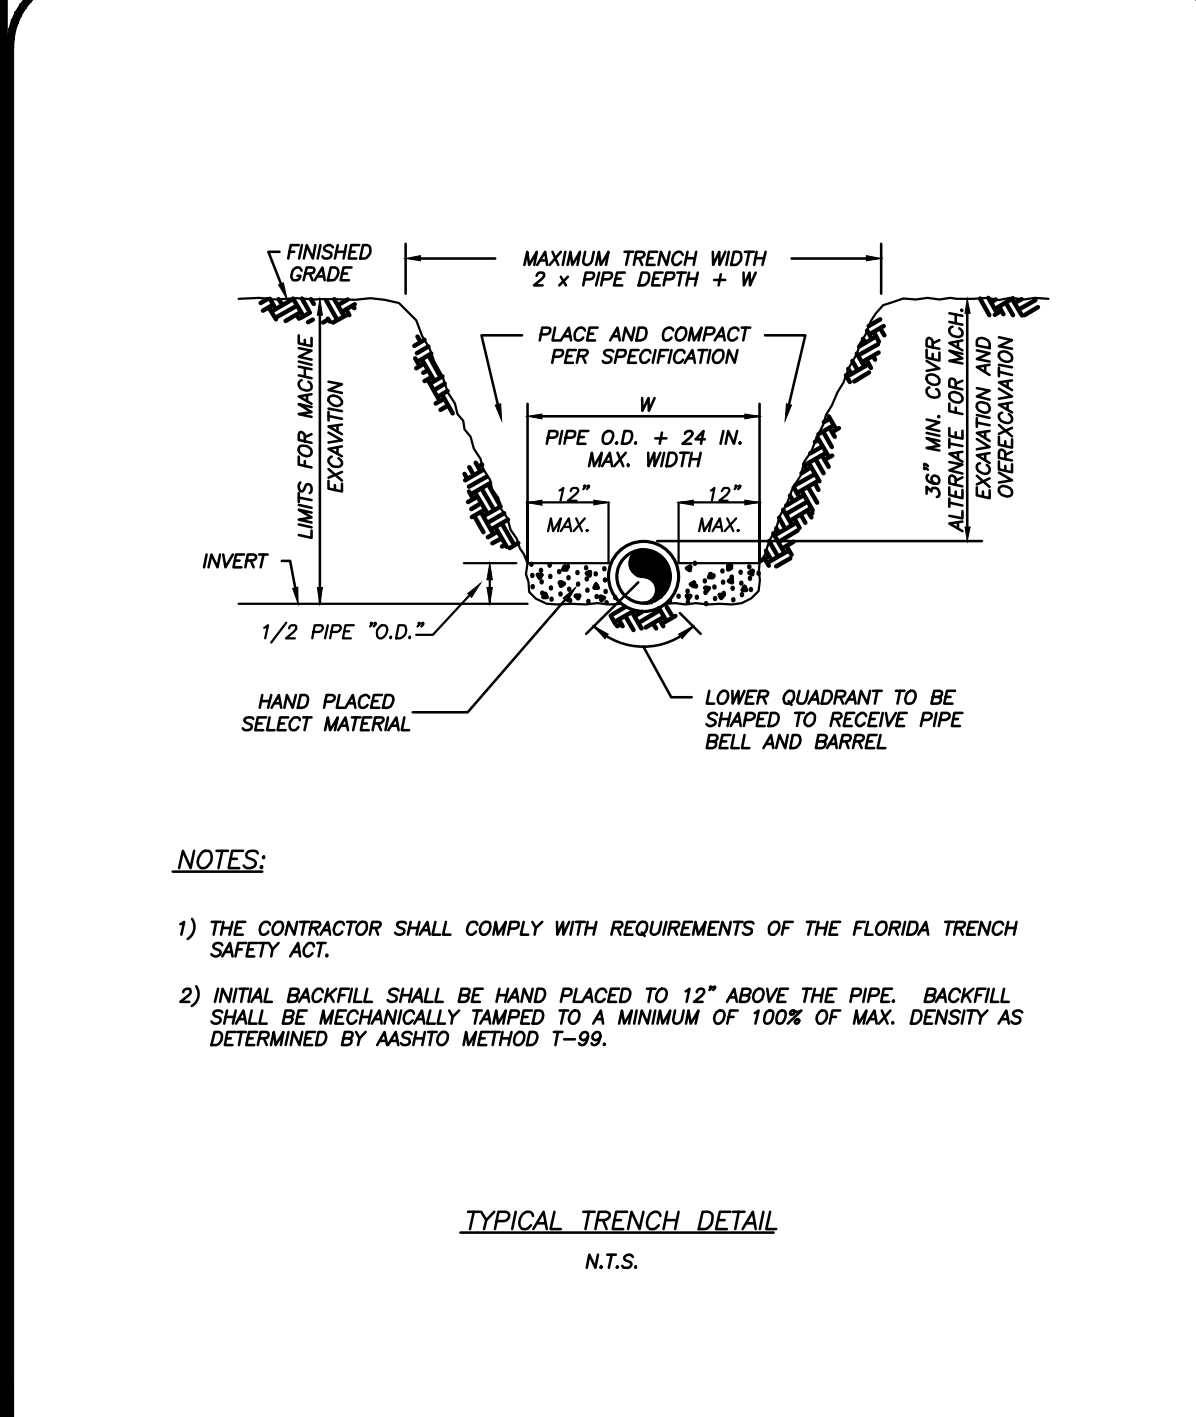 FINISHED
GRADE
MAXIMUM TRENCH WIDTH
2 x PIPE DEPTH + W
PLACE AND COMPACT
PER SPECIFICATION
LIMITS FOR MACHINE
EXCAVATION
W
PIPE O.D. + 24 IN.
MAX. WIDTH
12"
MAX.
12"
MAX.
36" MIN. COVER
ALTERNATE FOR MACH.
EXCAVATION AND
OVEREXCAVATION
INVERT
1/2 PIPE "O.D."
HAND PLACED
SELECT MATERIAL
LOWER QUADRANT TO BE
SHAPED TO RECEIVE PIPE
BELL AND BARREL
NOTES:
1) THE CONTRACTOR SHALL COMPLY WITH REQUIREMENTS OF THE FLORIDA TRENCH
SAFETY ACT.
2) INITIAL BACKFILL SHALL BE HAND PLACED TO 12" ABOVE THE PIPE. BACKFILL
SHALL BE MECHANICALLY TAMPED TO A MINIMUM OF 100% OF MAX. DENSITY AS
DETERMINED BY AASHTO METHOD T-99.
TYPICAL TRENCH DETAIL
N.T.S.